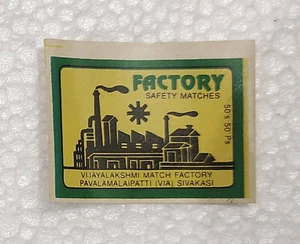 FACTORY
SAFETY MATCHES
50's 50 Ps
VIJAYALAKSHMI MATCH FACTORY
PAVALAMALAIPATTI (VIA) SIVAKASI